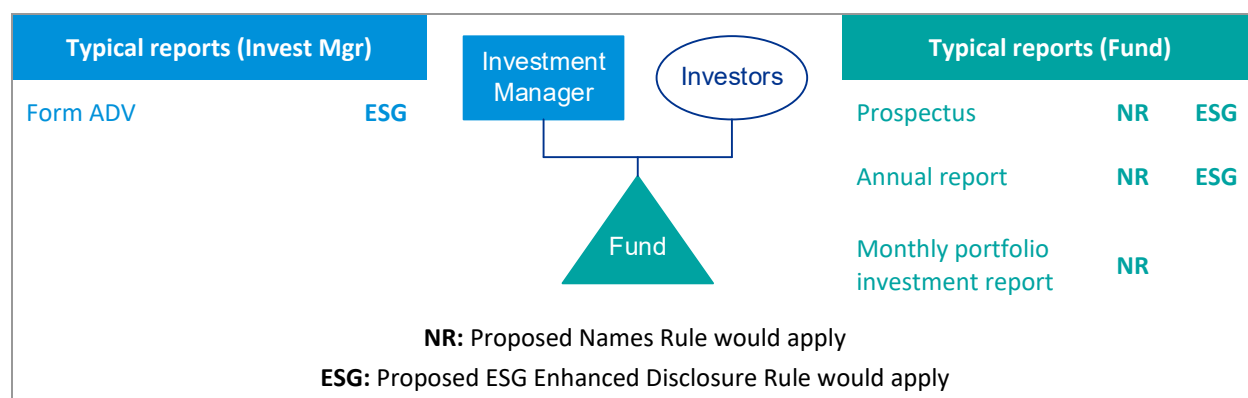 Typical reports (Invest Mgr)
Form ADV ESG
Investment
Manager
Investors
Fund
Typical reports (Fund)
Prospectus NR ESG
Annual report NR ESG
Monthly portfolio
investment report NR
NR: Proposed Names Rule would apply
ESG: Proposed ESG Enhanced Disclosure Rule would apply